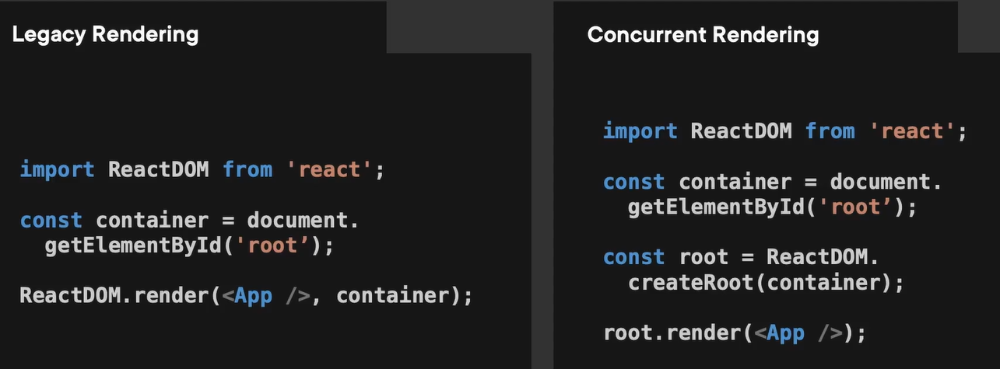 Legacy Rendering
import ReactDOM from 'react';
const container = document.
getElementById('root’);
ReactDOM.render(<App />, container);
Concurrent Rendering
import ReactDOM from 'react';
const container = document.
getElementById('root’);
const root = ReactDOM.
createRoot(container);
root.render(<App />);